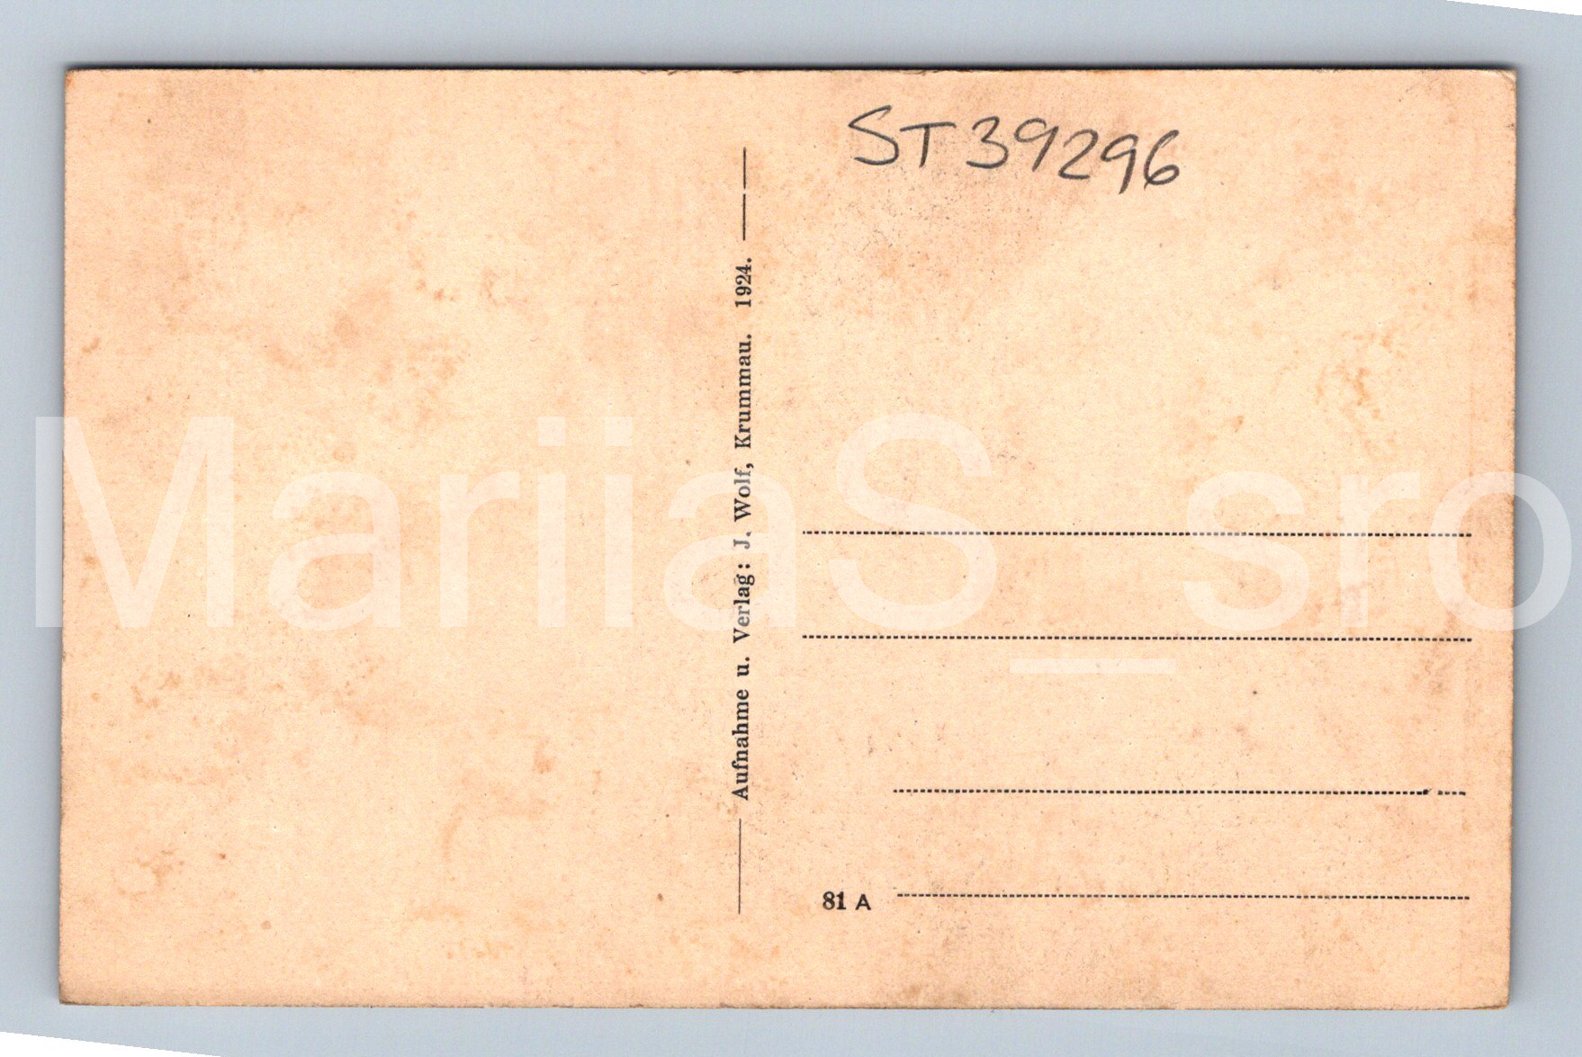 ST39296
Aufnahme u. Verlag: J. Wolf, Krummau. 1924.
81 A
MariiaS_sro